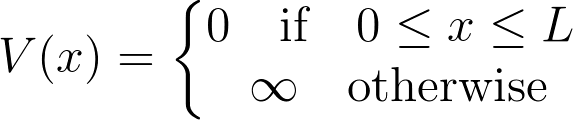 V(x) = { 0 if 0 ≤ x ≤ L
∞ otherwise